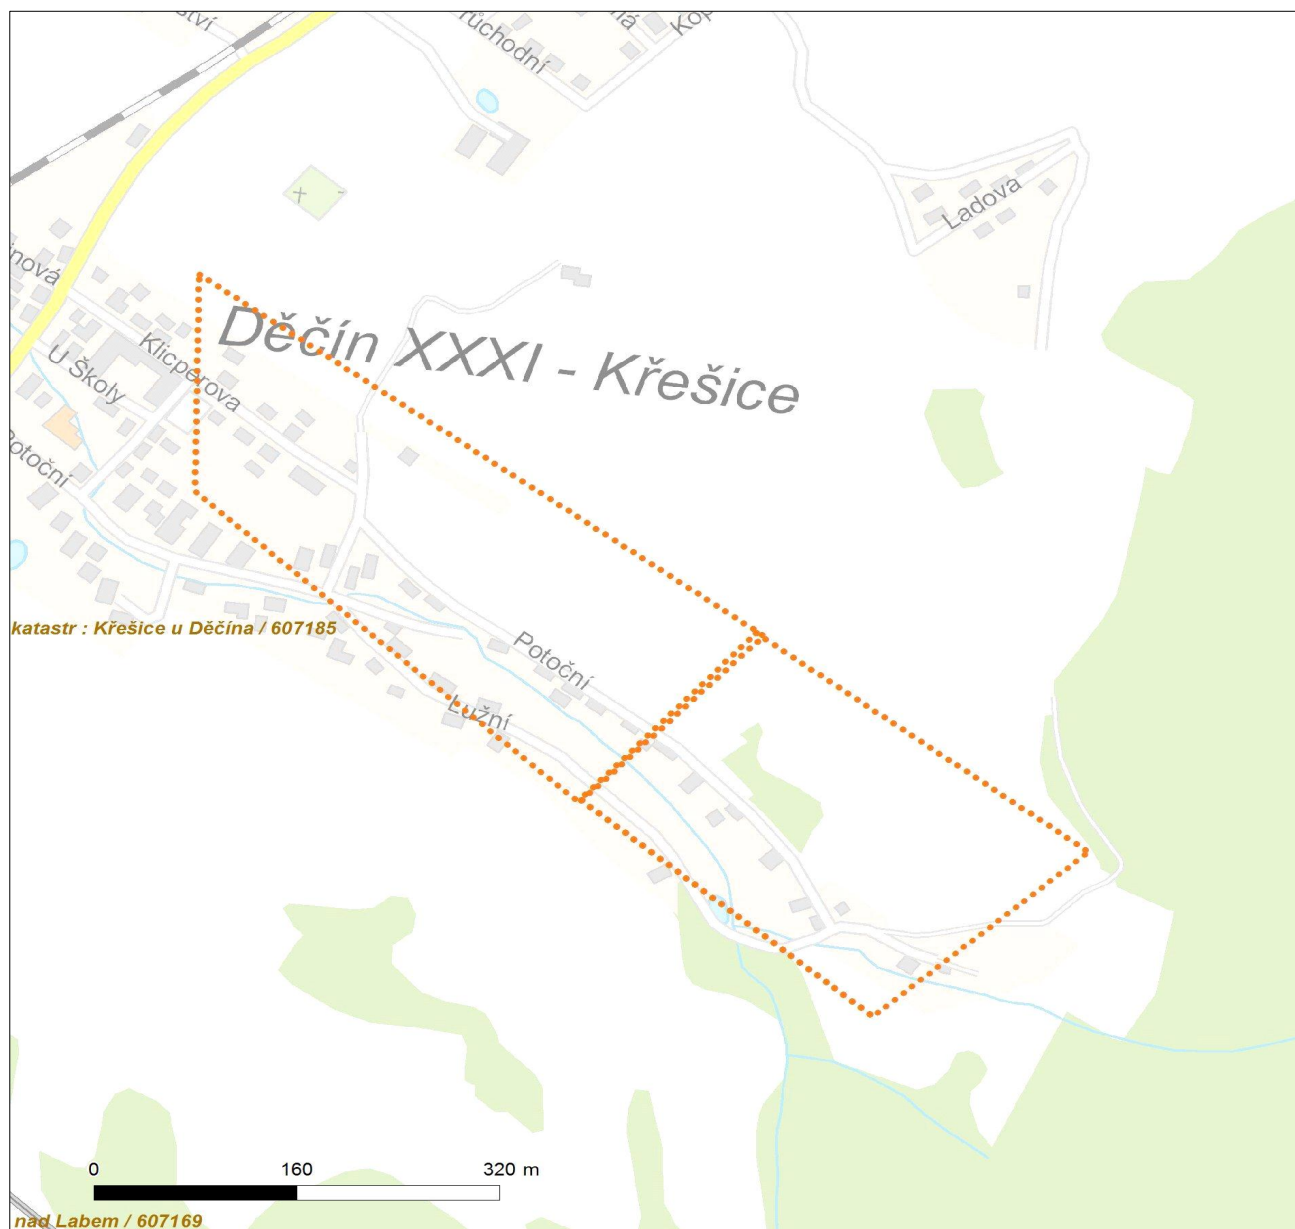 Ladova
Děčín XXXI - Křešice
Klicperova
U Školy
Potoční
katastr : Křešice u Děčína / 607185
Potoční
Lužní
0 160 320 m
nad Labem / 607169